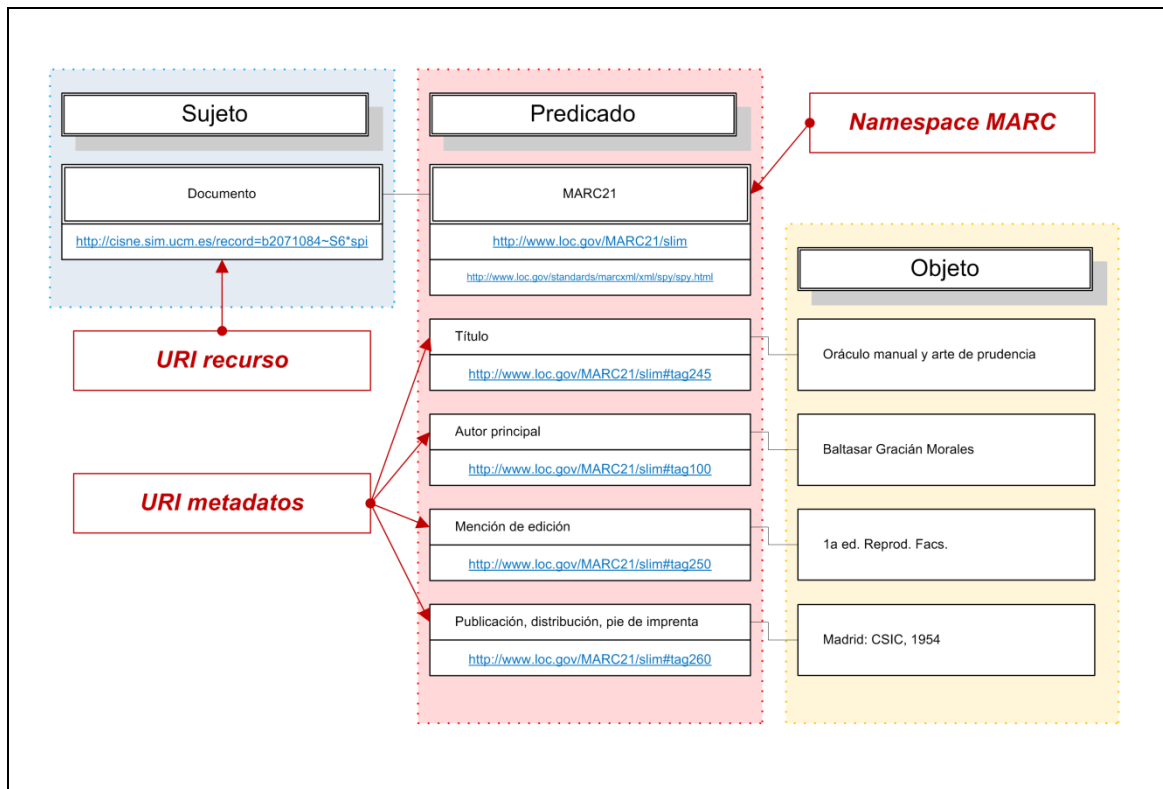 Sujeto
Documento
http://cisne.sim.ucm.es/record=b2071084~S6*spi
URI recurso
URI metadatos
Predicado
MARC21
http://www.loc.gov/MARC21/slim
http://www.loc.gov/standards/marcxml/xml/spy/spy.html
Título
http://www.loc.gov/MARC21/slim#tag245
Autor principal
http://www.loc.gov/MARC21/slim#tag100
Mención de edición
http://www.loc.gov/MARC21/slim#tag250
Publicación, distribución, pie de imprenta
http://www.loc.gov/MARC21/slim#tag260
Namespace MARC
Objeto
Oráculo manual y arte de prudencia
Baltasar Gracián Morales
1a ed. Reprod. Facs.
Madrid: CSIC, 1954